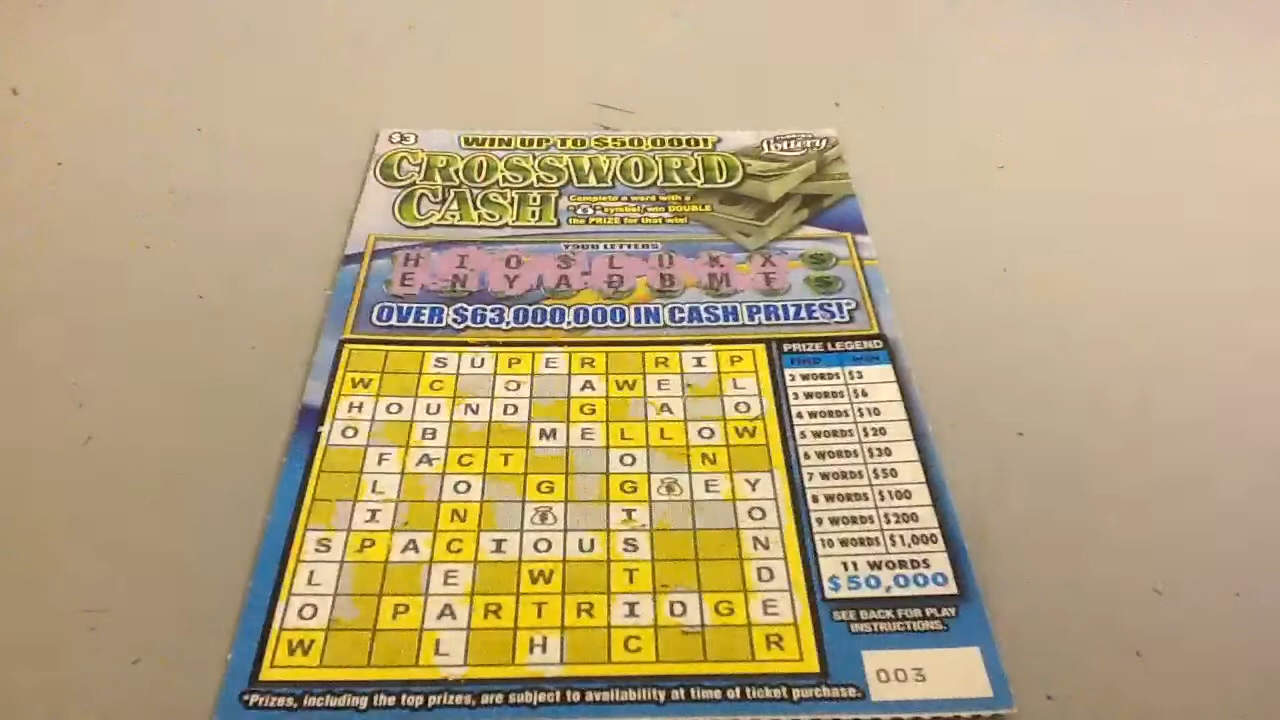 $3
WIN UP TO $50,000!*
Lottery
CROSSWORD
CASH
Complete a word with a
" " symbol, win DOUBLE
the PRIZE for that win!
YOUR LETTERS
H I O S L U K X $
E N Y A D B M F $
OVER $63,000,000 IN CASH PRIZES!*
PRIZE LEGEND
FIND WIN
2 WORDS $3
3 WORDS $6
4 WORDS $10
5 WORDS $20
6 WORDS $30
7 WORDS $50
8 WORDS $100
9 WORDS $200
10 WORDS $1,000
11 WORDS
$50,000
SEE BACK FOR PLAY
INSTRUCTIONS.
S U P E R R I P
W C O A W E L
H O U N D G A O
O B M E L L O W
F A C T O N
L O G G E Y
I N I O
S P A C I O U S N
L E W T D
O P A R T R I D G E
W L H C R
003
*Prizes, including the top prizes, are subject to availability at time of ticket purchase.